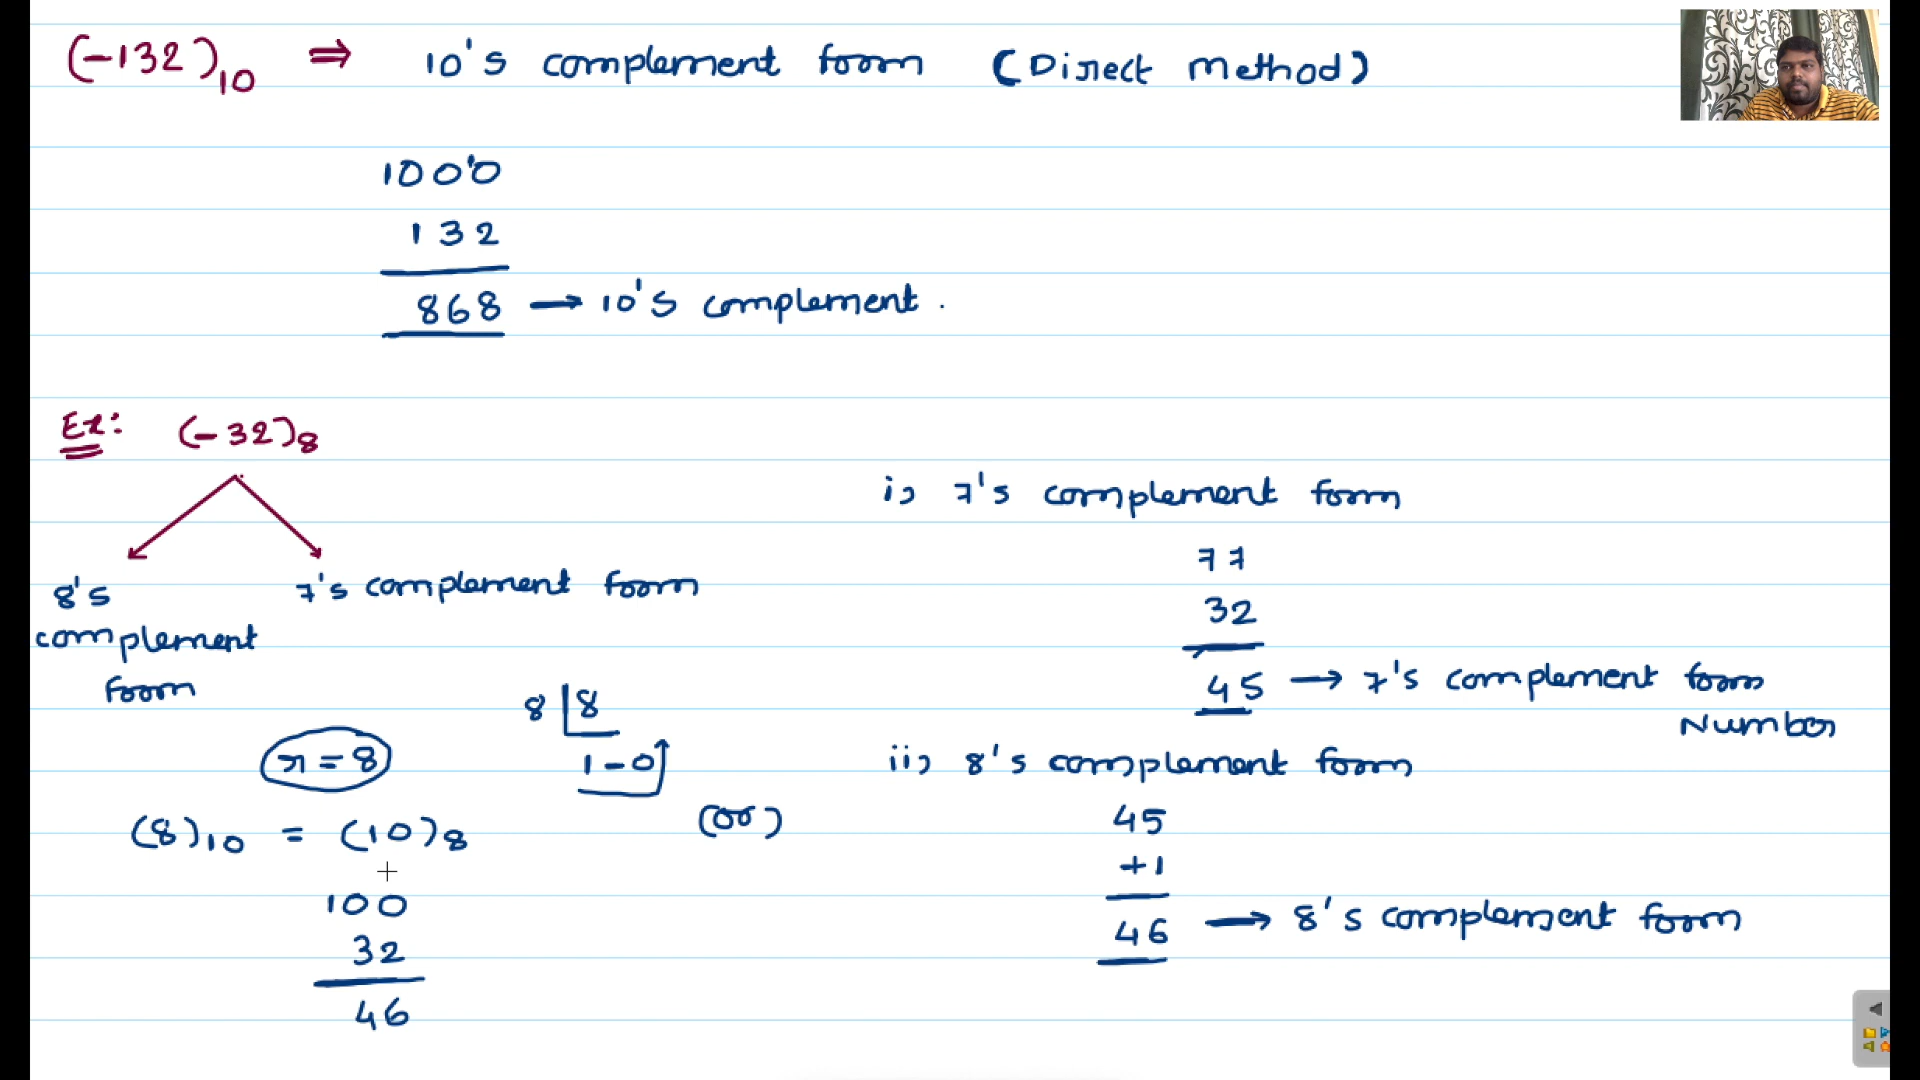 (-132)10 ⇒ 10's complement form (Direct Method)
1000
132
868 → 10's complement.
Ex: (-32)8
8's
complement
form
7's complement form
r = 8
8 | 8
1 - 0
(8)10 = (10)8
100
32
46
(or)
i) 7's complement form
77
32
45 → 7's complement form
Number
ii) 8's complement form
45
+1
46 → 8's complement form